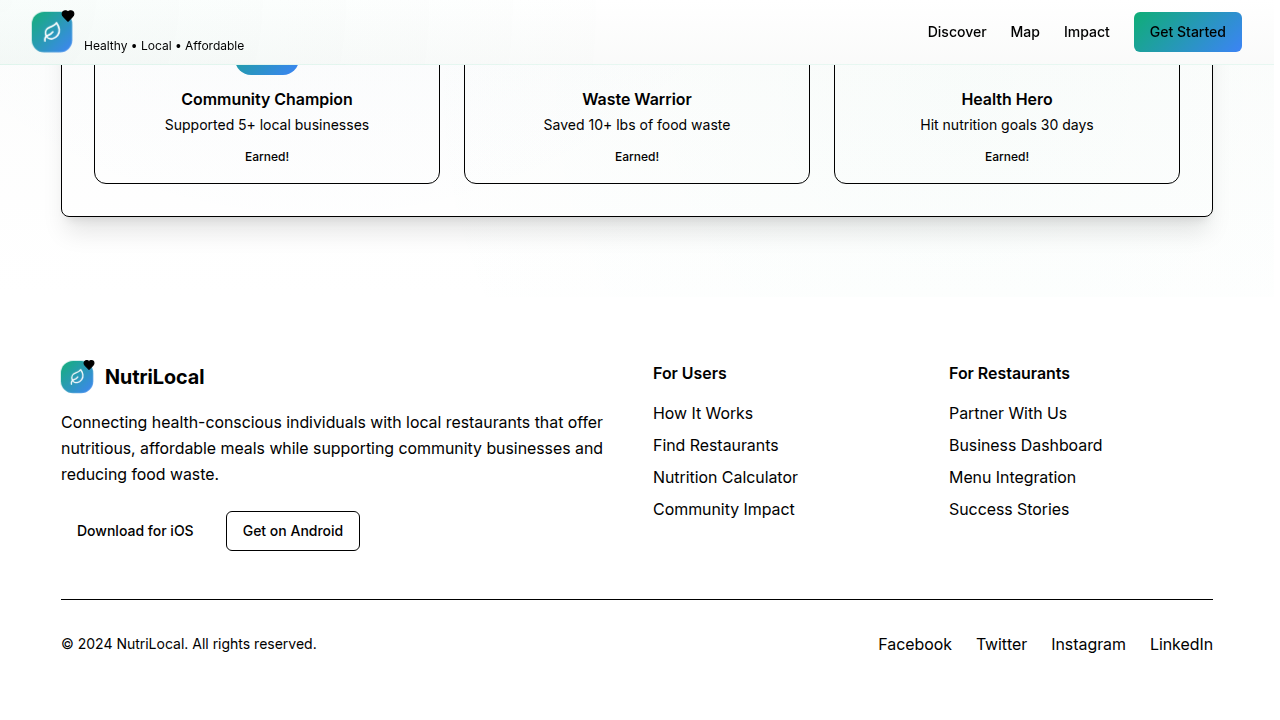 Healthy • Local • Affordable
Discover
Map
Impact
Get Started
Community Champion
Supported 5+ local businesses
Earned!
Waste Warrior
Saved 10+ lbs of food waste
Earned!
Health Hero
Hit nutrition goals 30 days
Earned!
NutriLocal
Connecting health-conscious individuals with local restaurants that offer
nutritious, affordable meals while supporting community businesses and
reducing food waste.
Download for iOS
Get on Android
For Users
How It Works
Find Restaurants
Nutrition Calculator
Community Impact
For Restaurants
Partner With Us
Business Dashboard
Menu Integration
Success Stories
© 2024 NutriLocal. All rights reserved.
Facebook
Twitter
Instagram
LinkedIn